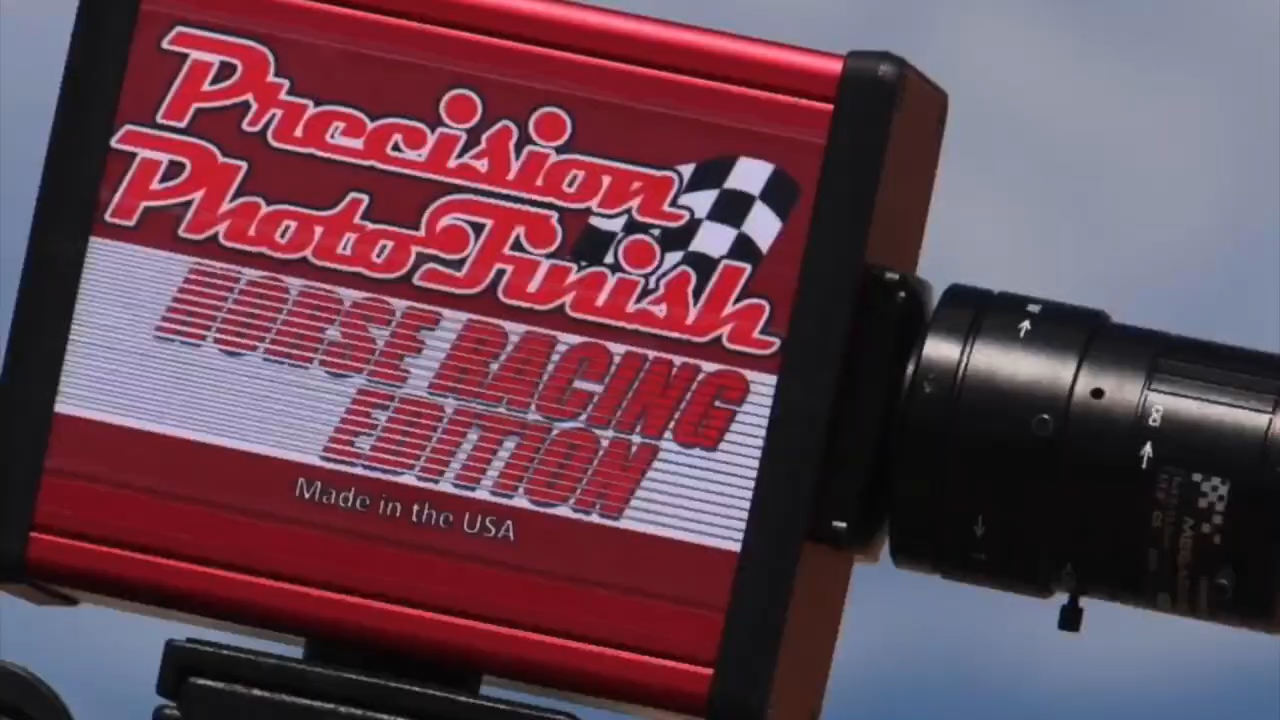 Precision
Photo Finish
HORSE RACING
EDITION
Made in the USA
∞